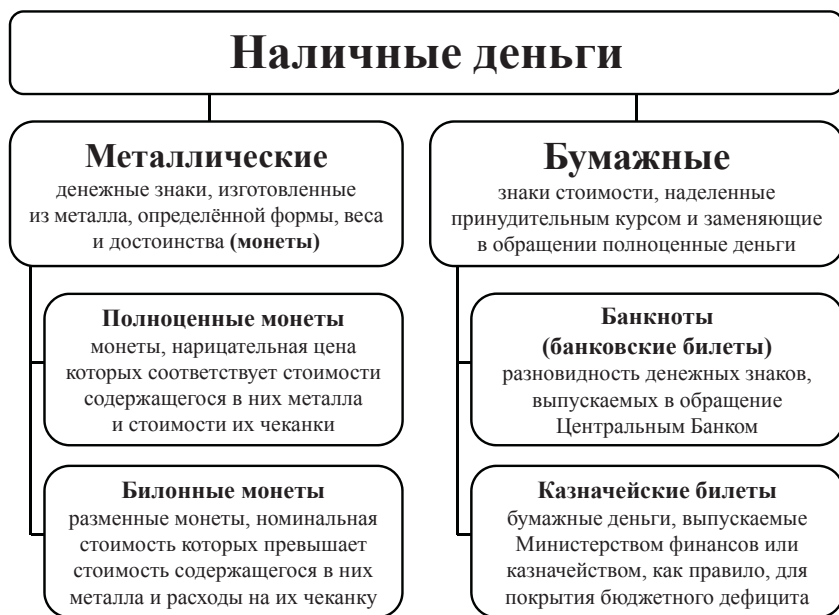 Наличные деньги
Металлические
денежные знаки, изготовленные
из металла, определённой формы, веса
и достоинства (монеты)
Полноценные монеты
монеты, нарицательная цена
которых соответствует стоимости
содержащегося в них металла
и стоимости их чеканки
Билонные монеты
разменные монеты, номинальная
стоимость которых превышает
стоимость содержащегося в них
металла и расходы на их чеканку
Бумажные
знаки стоимости, наделенные
принудительным курсом и заменяющие
в обращении полноценные деньги
Банкноты
(банковские билеты)
разновидность денежных знаков,
выпускаемых в обращение
Центральным Банком
Казначейские билеты
бумажные деньги, выпускаемые
Министерством финансов или
казначейством, как правило, для
покрытия бюджетного дефицита